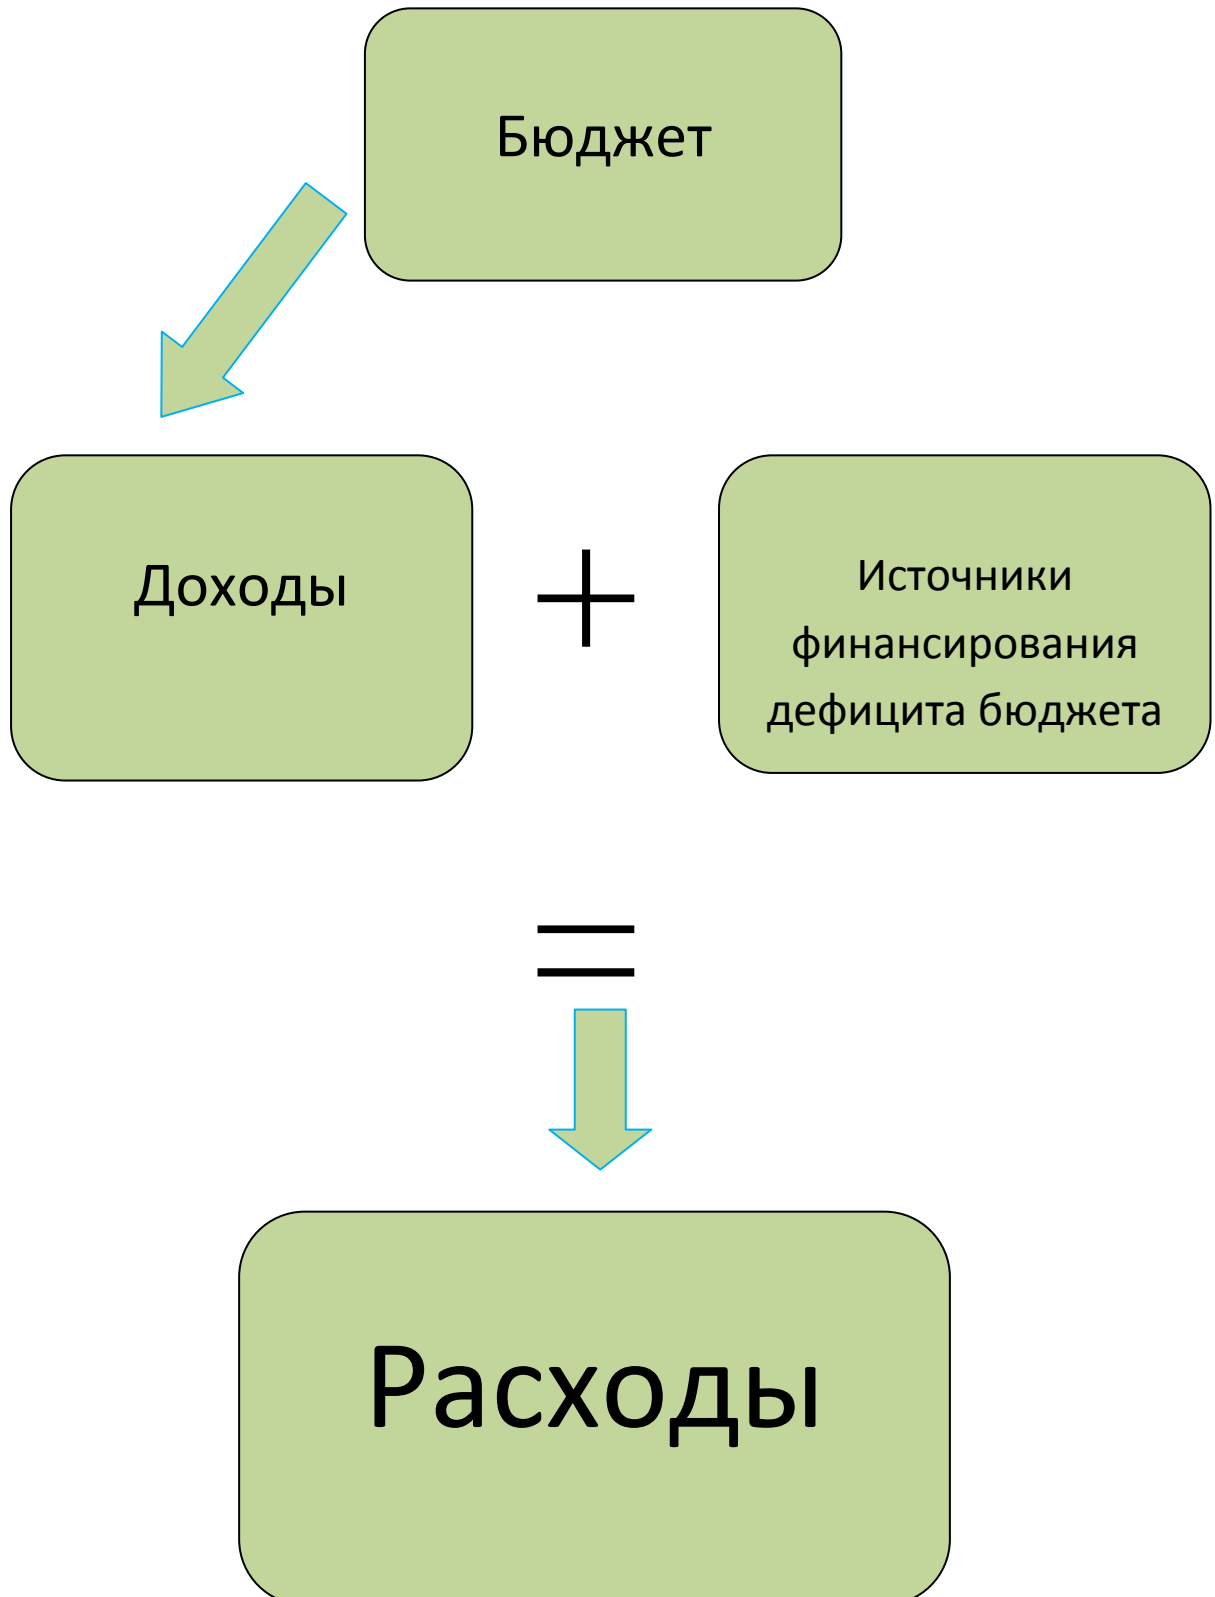 Бюджет
Доходы
+
Источники
финансирования
дефицита бюджета
=
Расходы